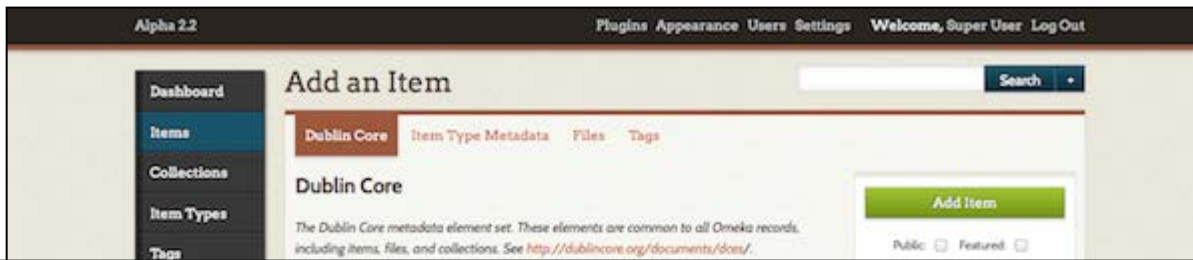 Alpha 2.2
Plugins Appearance Users Settings Welcome, Super User Log Out
Dashboard
Items
Collections
Item Types
Tags
Add an Item
Search +
Dublin Core Item Type Metadata Files Tags
Dublin Core
The Dublin Core metadata element set. These elements are common to all Omeka records,
including items, files, and collections. See http://dublincore.org/documents/dces/.
Add Item
Public Featured